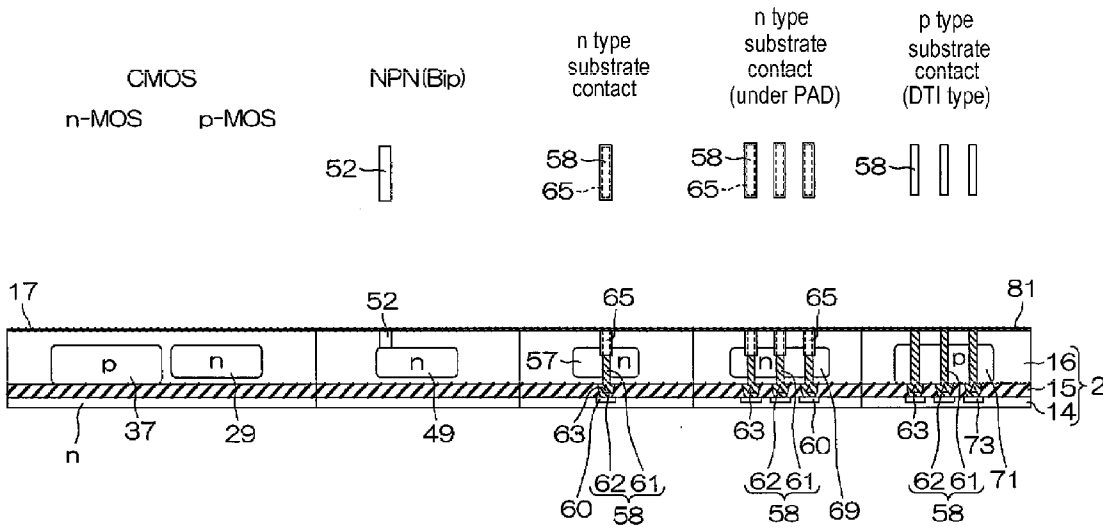 CMOS
n-MOS
p-MOS
NPN(Bip)
n type
substrate
contact
n type
substrate
contact
(under PAD)
p type
substrate
contact
(DTI type)
52
58
65
58
65
58
17
52
65
65
81
p
n
n
57
n
n
p
16
15
14
2
n
37
29
49
63
60
62
61
58
63
62
61
58
60
69
63
62
61
58
73
71